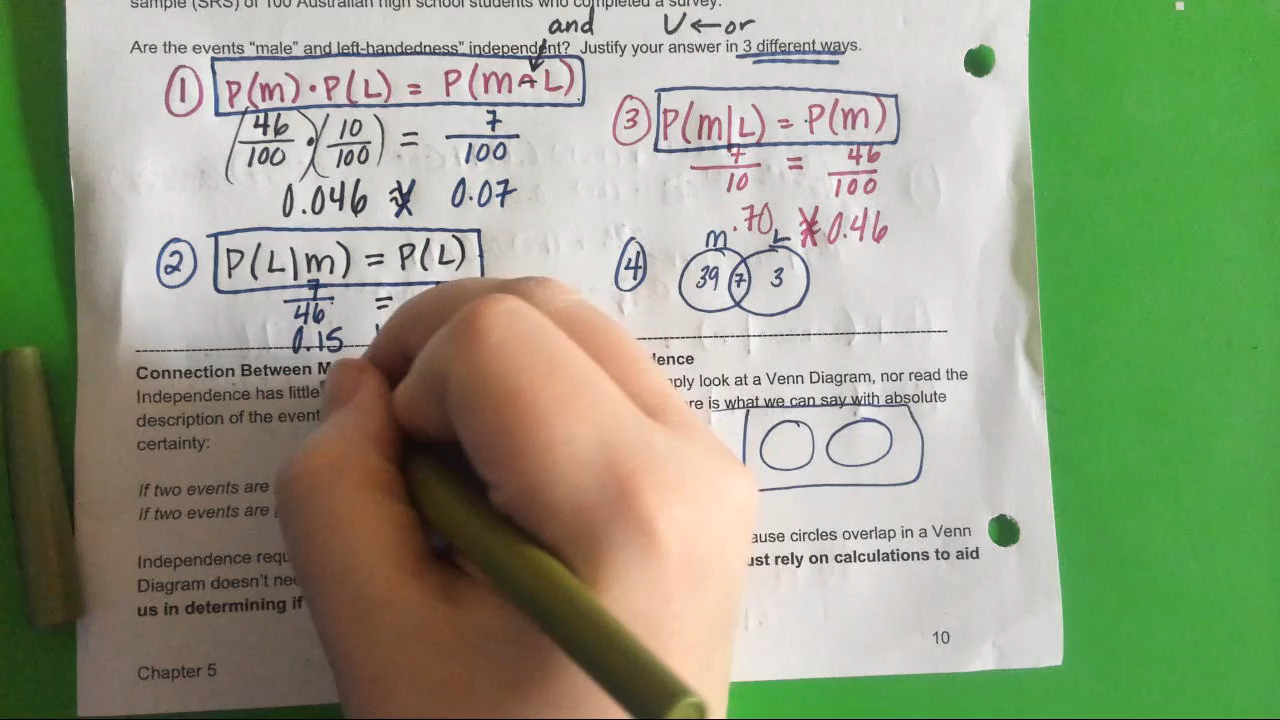 sample (SRS) of 100 Australian high school students who completed a survey.
and U ← or
Are the events “male” and left-handedness” independent? Justify your answer in 3 different ways.
① P(m) · P(L) = P(m ∩ L)
(46/100) · (10/100) = 7/100
0.046 ≠ 0.07
② P(L|m) = P(L)
7/46 =
0.15
③ P(m|L) = P(m)
7/10 = 46/100
.70 ≠ 0.46
④ M L
39 7 3
Connection Between
Independence has little ply look at a Venn Diagram, nor read the
description of the event re is what we can say with absolute
certainty:
If two events are
If two events are
Independence requ ause circles overlap in a Venn
Diagram doesn’t nec ust rely on calculations to aid
us in determining if
10
Chapter 5